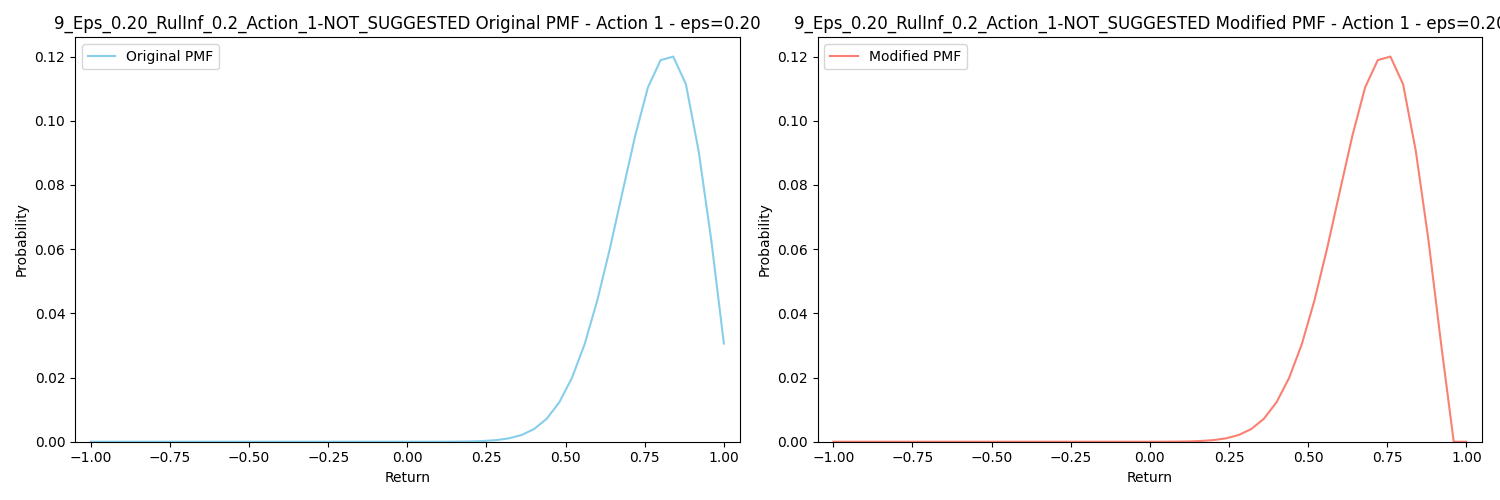 9_Eps_0.20_RulInf_0.2_Action_1-NOT_SUGGESTED Original PMF - Action 1 - eps=0.20
Original PMF
Probability
0.12
0.10
0.08
0.06
0.04
0.02
0.00
−1.00 −0.75 −0.50 −0.25 0.00 0.25 0.50 0.75 1.00
Return
9_Eps_0.20_RulInf_0.2_Action_1-NOT_SUGGESTED Modified PMF - Action 1 - eps=0.20
Modified PMF
Probability
0.12
0.10
0.08
0.06
0.04
0.02
0.00
−1.00 −0.75 −0.50 −0.25 0.00 0.25 0.50 0.75 1.00
Return